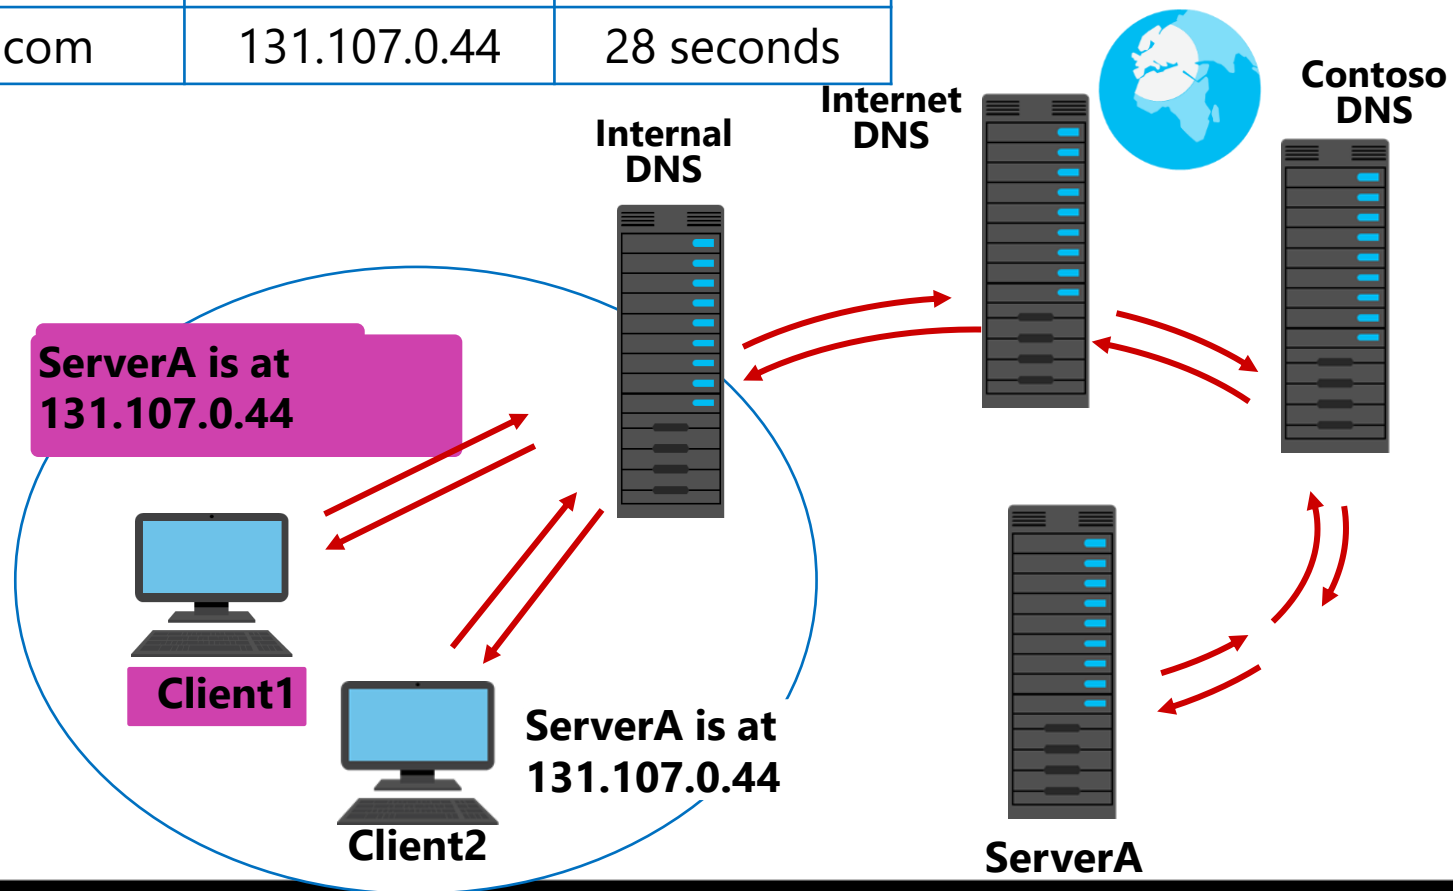 com 131.107.0.44 28 seconds
Contoso
DNS
Internet
DNS
Internal
DNS
ServerA is at
131.107.0.44
Client1
ServerA is at
131.107.0.44
Client2
ServerA